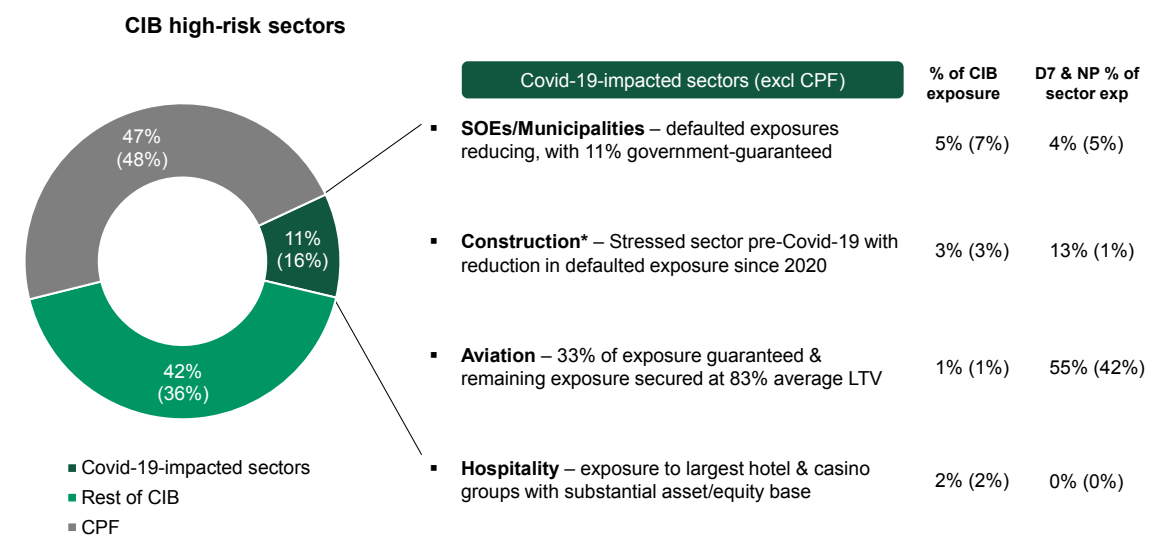 CIB high-risk sectors
47%
(48%)
11%
(16%)
42%
(36%)
▪ Covid-19-impacted sectors
▪ Rest of CIB
▪ CPF
Covid-19-impacted sectors (excl CPF)
% of CIB
exposure
D7 & NP % of
sector exp
▪ SOEs/Municipalities – defaulted exposures
reducing, with 11% government-guaranteed
5% (7%)
4% (5%)
▪ Construction* – Stressed sector pre-Covid-19 with
reduction in defaulted exposure since 2020
3% (3%)
13% (1%)
▪ Aviation – 33% of exposure guaranteed &
remaining exposure secured at 83% average LTV
1% (1%)
55% (42%)
▪ Hospitality – exposure to largest hotel & casino
groups with substantial asset/equity base
2% (2%)
0% (0%)